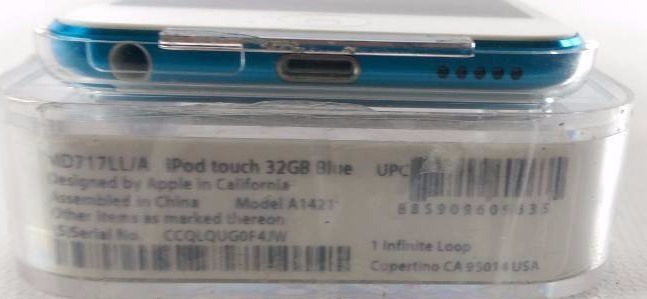 MD717LL/A iPod touch 32GB Blue
Designed by Apple in California
Assembled in China Model A1421
Other items as marked thereon
(S) Serial No. CCQLQUG0F4JW
UPC
1 Infinite Loop
Cupertino CA 95014 USA